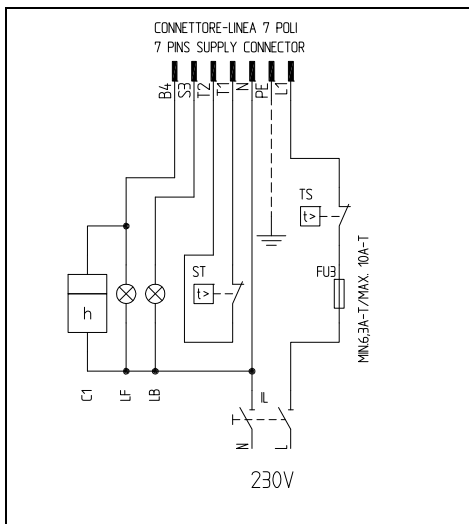 CONNETTORE-LINEA 7 POLI
7 PINS SUPPLY CONNECTOR
B4
S3
T2
T1
N
PE
L1
TS
t>
ST
t>
FU3
MIN.6,3A-T/MAX. 10A-T
h
C1
LF
LB
IL
N
L
230V